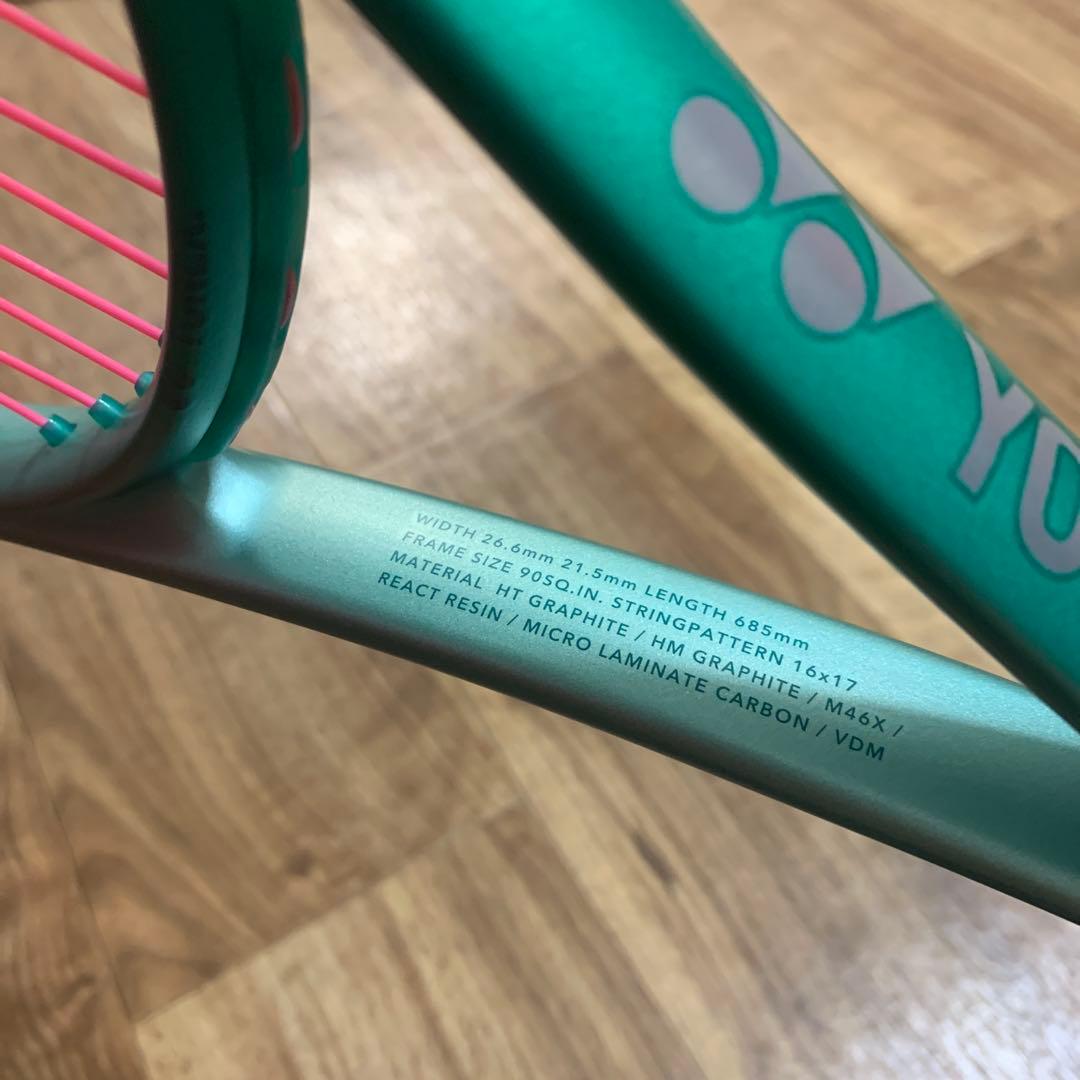 YO
WIDTH 26.6mm 21.5mm LENGTH 685mm
FRAME SIZE 90SQ.IN. STRINGPATTERN 16x17
MATERIAL HT GRAPHITE / HM GRAPHITE / M46X /
REACT RESIN / MICRO LAMINATE CARBON / VDM